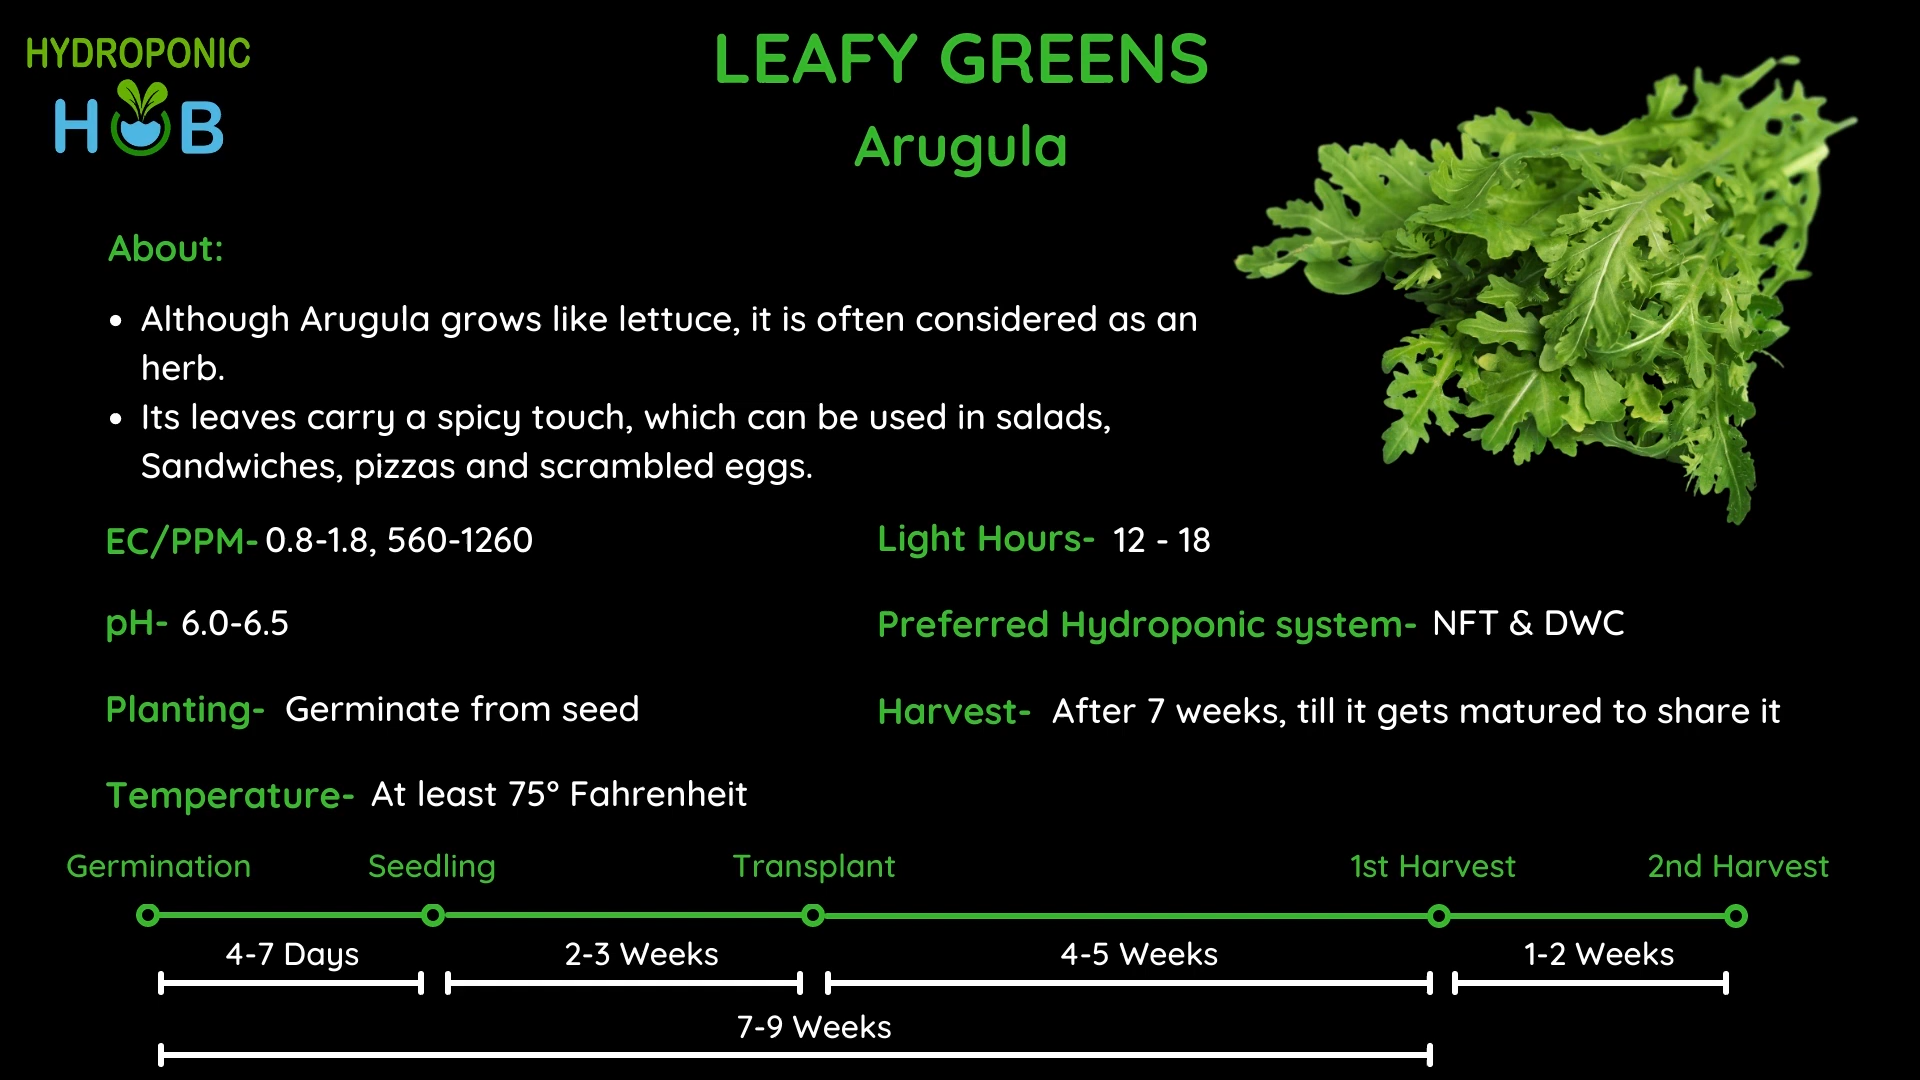 HYDROPONIC
HUB
LEAFY GREENS
Arugula
About:
• Although Arugula grows like lettuce, it is often considered as an
herb.
• Its leaves carry a spicy touch, which can be used in salads,
Sandwiches, pizzas and scrambled eggs.
EC/PPM- 0.8-1.8, 560-1260
Light Hours- 12 - 18
pH- 6.0-6.5
Preferred Hydroponic system- NFT & DWC
Planting- Germinate from seed
Harvest- After 7 weeks, till it gets matured to share it
Temperature- At least 75° Fahrenheit
Germination Seedling Transplant 1st Harvest 2nd Harvest
4-7 Days 2-3 Weeks 4-5 Weeks 1-2 Weeks
7-9 Weeks